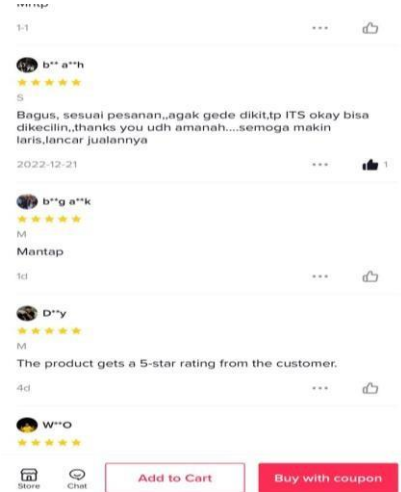 1-1
b** a**h
S
Bagus, sesuai pesanan,,agak gede dikit,tp ITS okay bisa
dikecilin,,thanks you udh amanah....semoga makin
laris,lancar jualannya
2022-12-21
1
b**g a**k
M
Mantap
1d
D**y
M
The product gets a 5-star rating from the customer.
4d
W**O
Store
Chat
Add to Cart
Buy with coupon